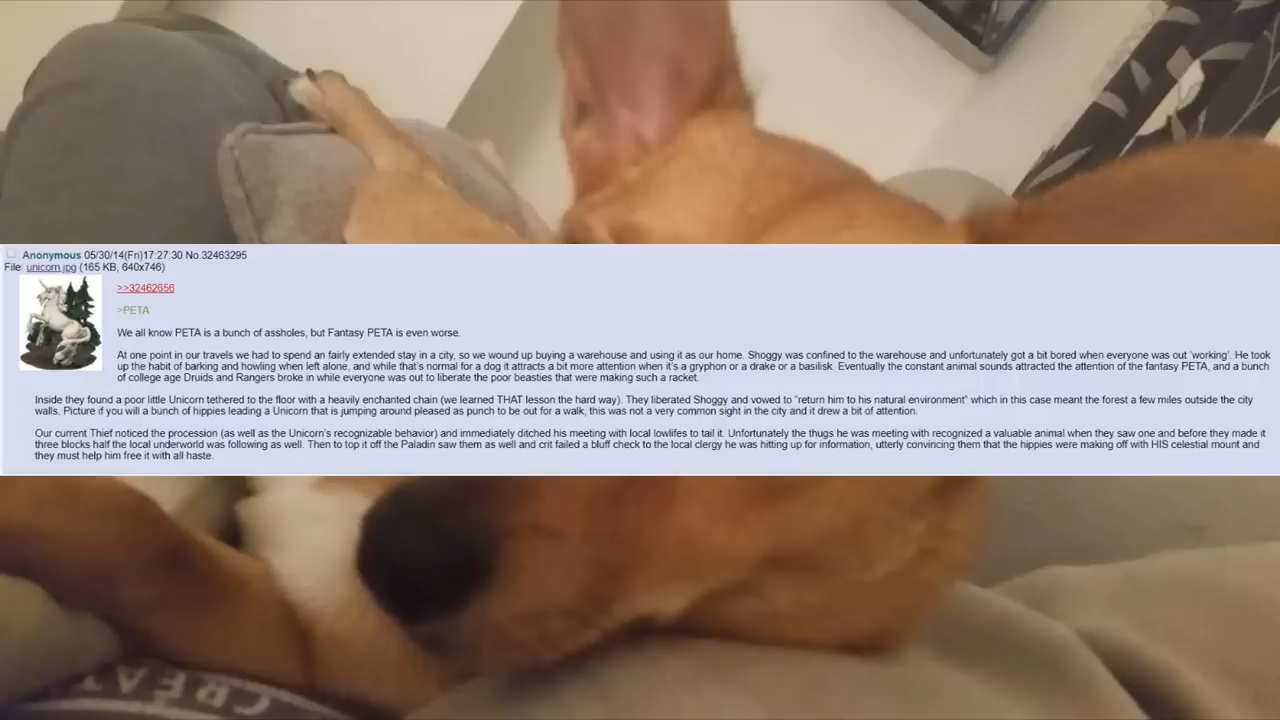 Anonymous 05/30/14(Fri)17:27:30 No.32463295
File: unicorn.jpg (165 KB, 640x746)
>>32462656
>PETA
We all know PETA is a bunch of assholes, but Fantasy PETA is even worse.
At one point in our travels we had to spend an fairly extended stay in a city, so we wound up buying a warehouse and using it as our home. Shoggy was confined to the warehouse and unfortunately got a bit bored when everyone was out 'working'. He took
up the habit of barking and howling when left alone, and while that's normal for a dog it attracts a bit more attention when it's a gryphon or a drake or a basilisk. Eventually the constant animal sounds attracted the attention of the fantasy PETA, and a bunch
of college age Druids and Rangers broke in while everyone was out to liberate the poor beasties that were making such a racket.
Inside they found a poor little Unicorn tethered to the floor with a heavily enchanted chain (we learned THAT lesson the hard way). They liberated Shoggy and vowed to "return him to his natural environment" which in this case meant the forest a few miles outside the city
walls. Picture if you will a bunch of hippies leading a Unicorn that is jumping around pleased as punch to be out for a walk, this was not a very common sight in the city and it drew a bit of attention.
Our current Thief noticed the procession (as well as the Unicorn's recognizable behavior) and immediately ditched his meeting with local lowlifes to tail it. Unfortunately the thugs he was meeting with recognized a valuable animal when they saw one and before they made it
three blocks half the local underworld was following as well. Then to top it off the Paladin saw them as well and crit failed a bluff check to the local clergy he was hitting up for information, utterly convincing them that the hippies were making off with HIS celestial mount and
they must help him free it with all haste.
CREAT